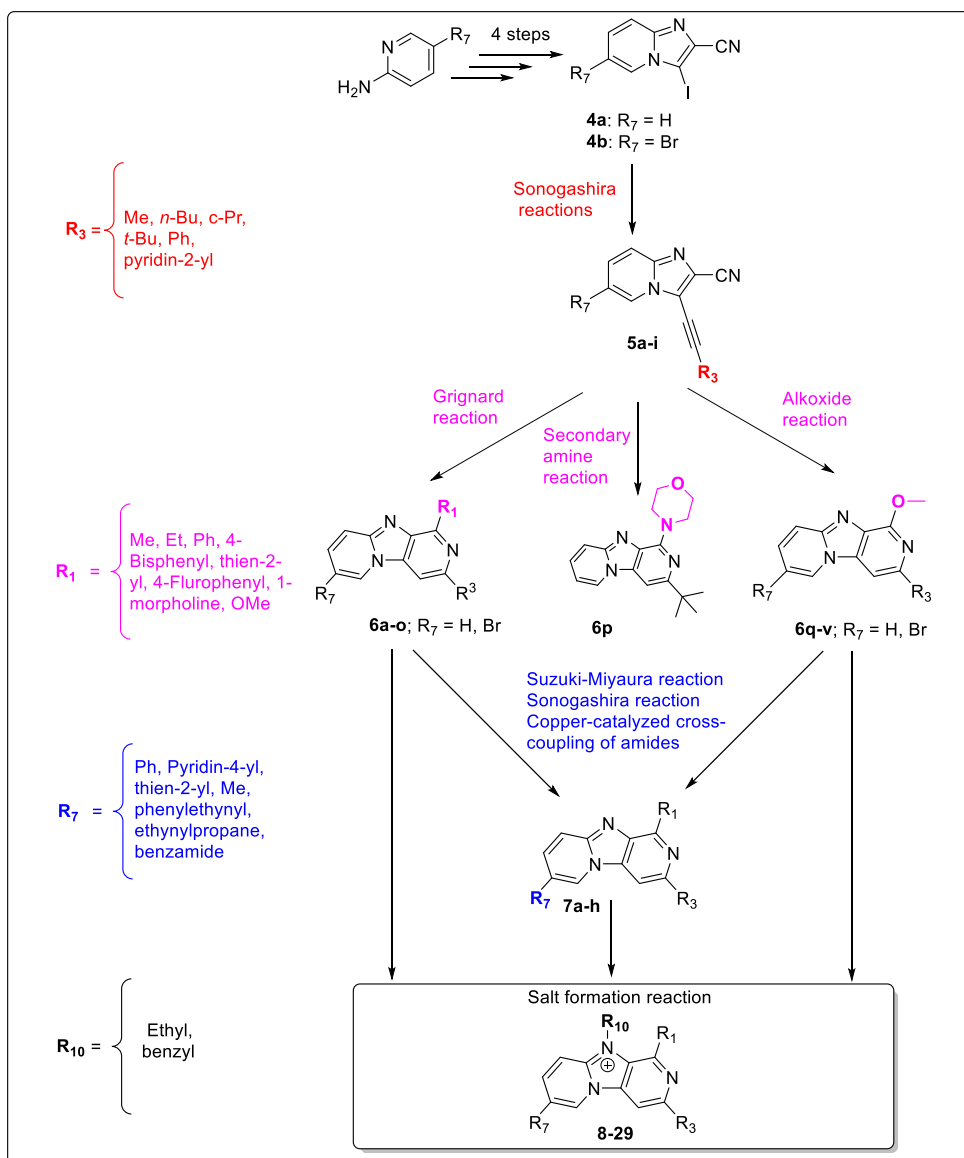 R7
4 steps
N
N
CN
N
H2N
R7
N
I
4a: R7 = H
4b: R7 = Br
Sonogashira
reactions
R3 =
Me, n-Bu, c-Pr,
t-Bu, Ph,
pyridin-2-yl
N
CN
R7
N
5a-i
R3
Grignard
reaction
Secondary
amine
reaction
Alkoxide
reaction
R1 =
Me, Et, Ph, 4-
Bisphenyl, thien-2-
yl, 4-Flurophenyl, 1-
morpholine, OMe
R1
N
N
N
R7
R3
6a-o; R7 = H, Br
O
N
N
N
N
6p
O
N
N
N
R7
R3
6q-v; R7 = H, Br
Suzuki-Miyaura reaction
Sonogashira reaction
Copper-catalyzed cross-
coupling of amides
R7 =
Ph, Pyridin-4-yl,
thien-2-yl, Me,
phenylethynyl,
ethynylpropane,
benzamide
R1
N
N
N
R7
R3
7a-h
R10 =
Ethyl,
benzyl
Salt formation reaction
R10
R1
N
+
N
N
R7
R3
8-29